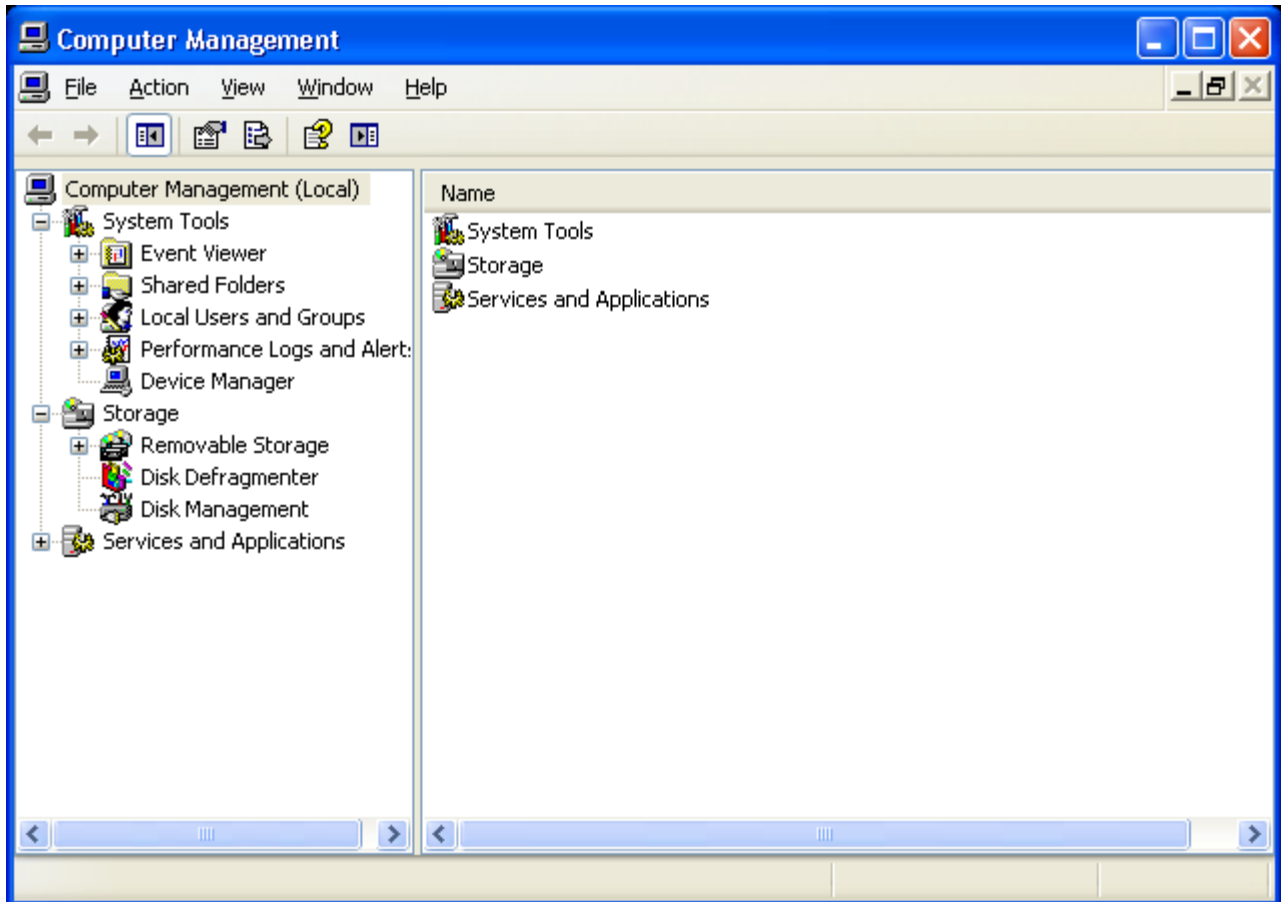 Computer Management
File Action View Window Help
Computer Management (Local)
System Tools
Event Viewer
Shared Folders
Local Users and Groups
Performance Logs and Alert
Device Manager
Storage
Removable Storage
Disk Defragmenter
Disk Management
Services and Applications
Name
System Tools
Storage
Services and Applications